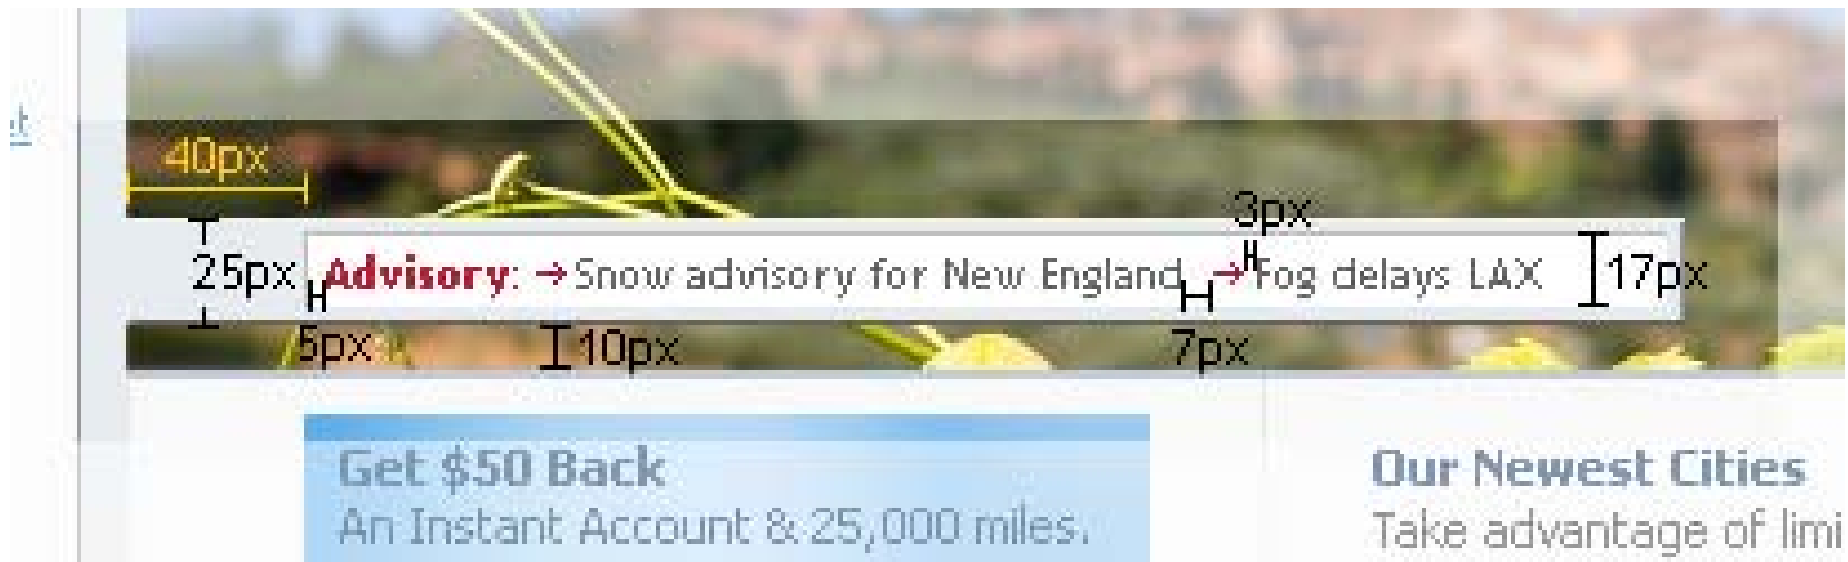 et
40px
3px
25px
Advisory: → Snow advisory for New England → Fog delays LAX
17px
5px
10px
7px
Get $50 Back
An Instant Account & 25,000 miles.
Our Newest Cities
Take advantage of limi